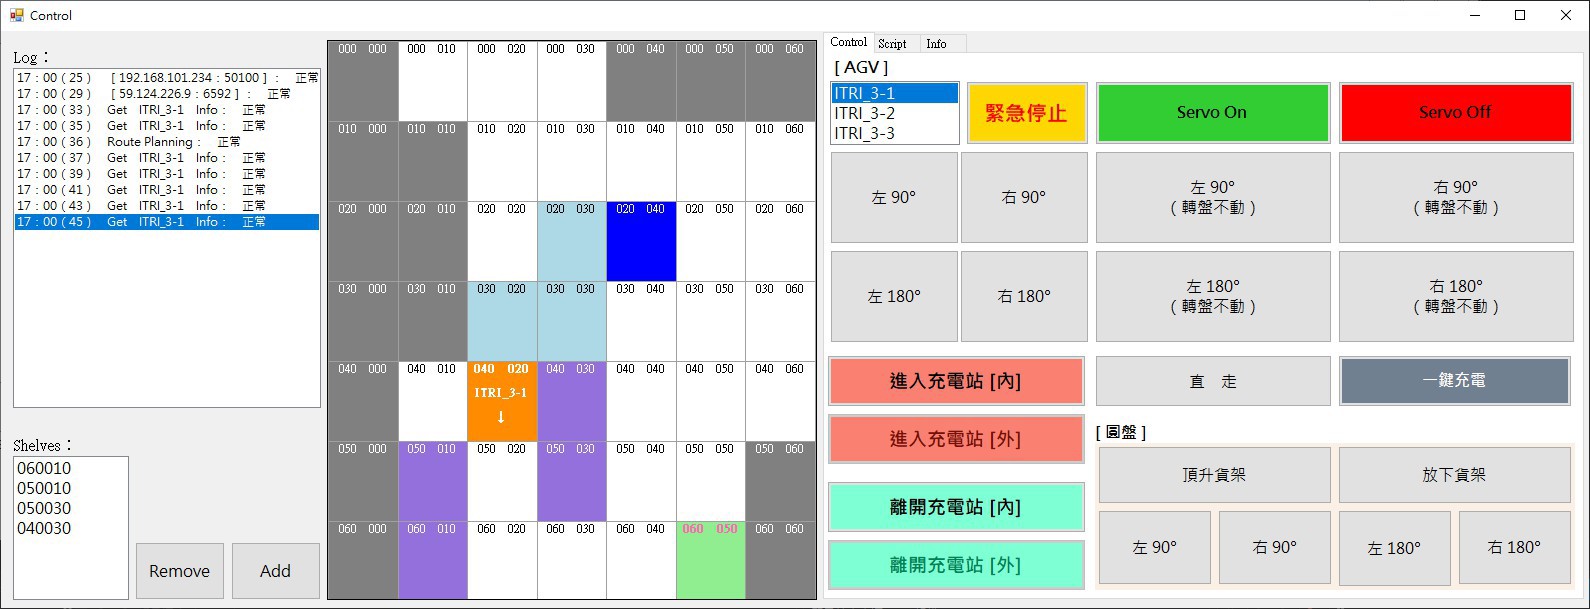 Control
Log：
17：00 ( 25 ) [ 192.168.101.234：50100 ] ： 正常
17：00 ( 29 ) [ 59.124.226.9：6592 ] ： 正常
17：00 ( 33 ) Get ITRI_3-1 Info： 正常
17：00 ( 35 ) Get ITRI_3-1 Info： 正常
17：00 ( 36 ) Route Planning： 正常
17：00 ( 37 ) Get ITRI_3-1 Info： 正常
17：00 ( 39 ) Get ITRI_3-1 Info： 正常
17：00 ( 41 ) Get ITRI_3-1 Info： 正常
17：00 ( 43 ) Get ITRI_3-1 Info： 正常
17：00 ( 45 ) Get ITRI_3-1 Info： 正常
Shelves：
060010
050010
050030
040030
Remove Add
000 000 000 010 000 020 000 030 000 040 000 050 000 060
010 000 010 010 010 020 010 030 010 040 010 050 010 060
020 000 020 010 020 020 020 030 020 040 020 050 020 060
030 000 030 010 030 020 030 030 030 040 030 050 030 060
040 000 040 010 040 020 040 030 040 040 040 050 040 060
ITRI_3-1
↓
050 000 050 010 050 020 050 030 050 040 050 050 050 060
060 000 060 010 060 020 060 030 060 040 060 050 060 060
Control Script Info
[ AGV ]
ITRI_3-1
ITRI_3-2
ITRI_3-3
緊急停止 Servo On Servo Off
左 90° 右 90° 左 90° 右 90°
( 轉盤不動 ) ( 轉盤不動 )
左 180° 右 180° 左 180° 右 180°
( 轉盤不動 ) ( 轉盤不動 )
進入充電站 [內] 直 走 一鍵充電
進入充電站 [外]
離開充電站 [內]
離開充電站 [外]
[ 圓盤 ]
頂升貨架 放下貨架
左 90° 右 90° 左 180° 右 180°